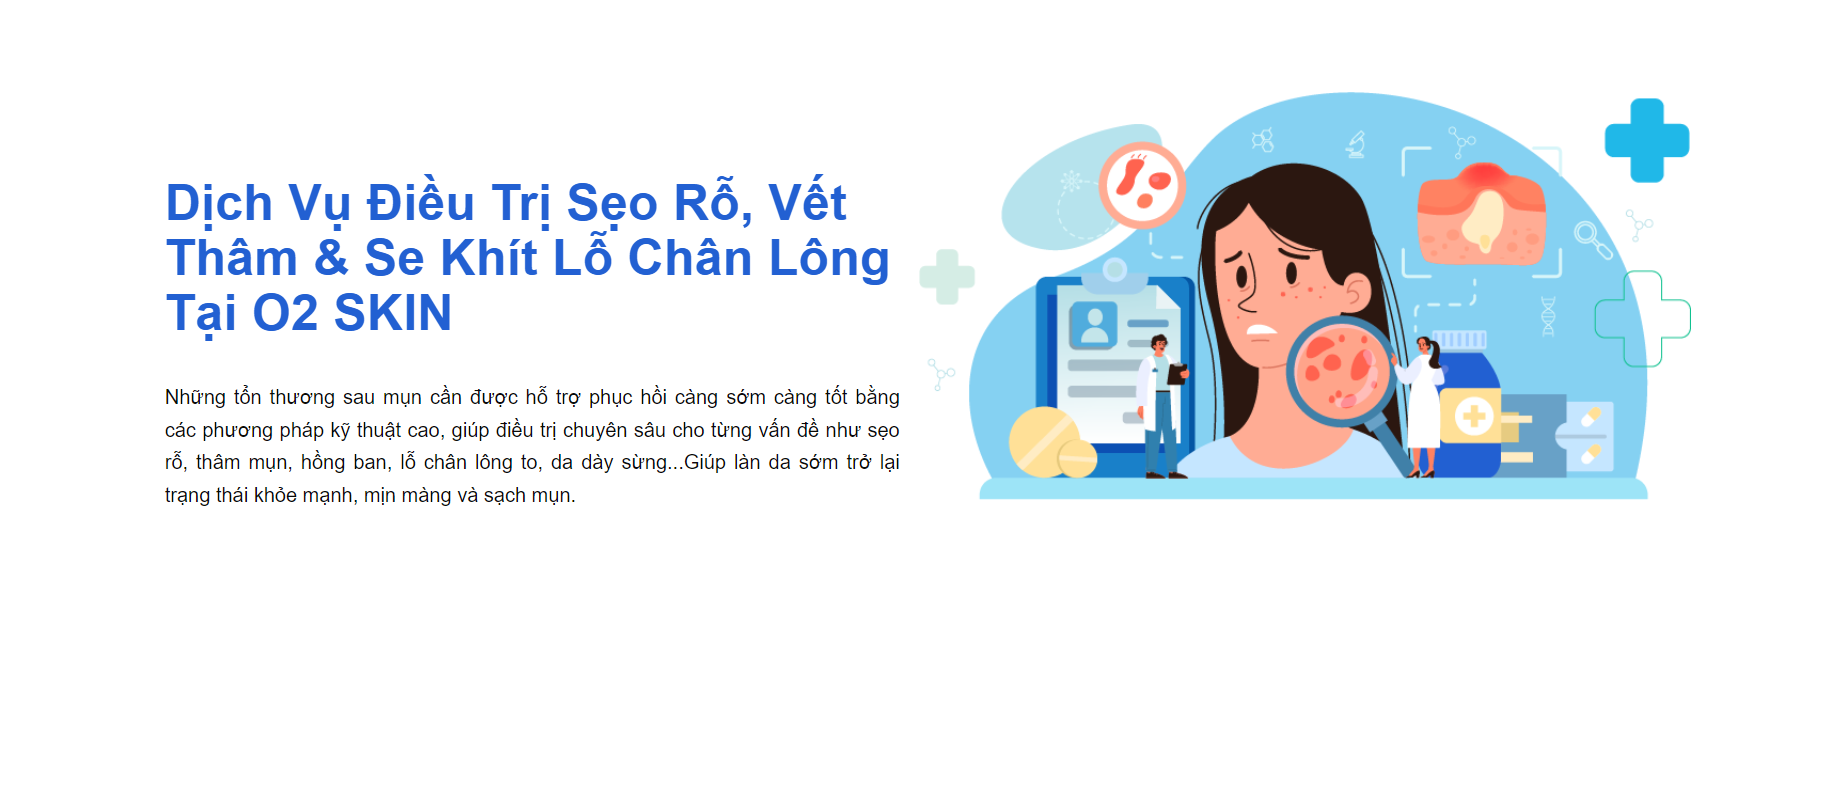 Dịch Vụ Điều Trị Sẹo Rỗ, Vết
Thâm & Se Khít Lỗ Chân Lông
Tại O2 SKIN
Những tổn thương sau mụn cần được hỗ trợ phục hồi càng sớm càng tốt bằng
các phương pháp kỹ thuật cao, giúp điều trị chuyên sâu cho từng vấn đề như sẹo
rỗ, thâm mụn, hồng ban, lỗ chân lông to, da dày sừng...Giúp làn da sớm trở lại
trạng thái khỏe mạnh, mịn màng và sạch mụn.